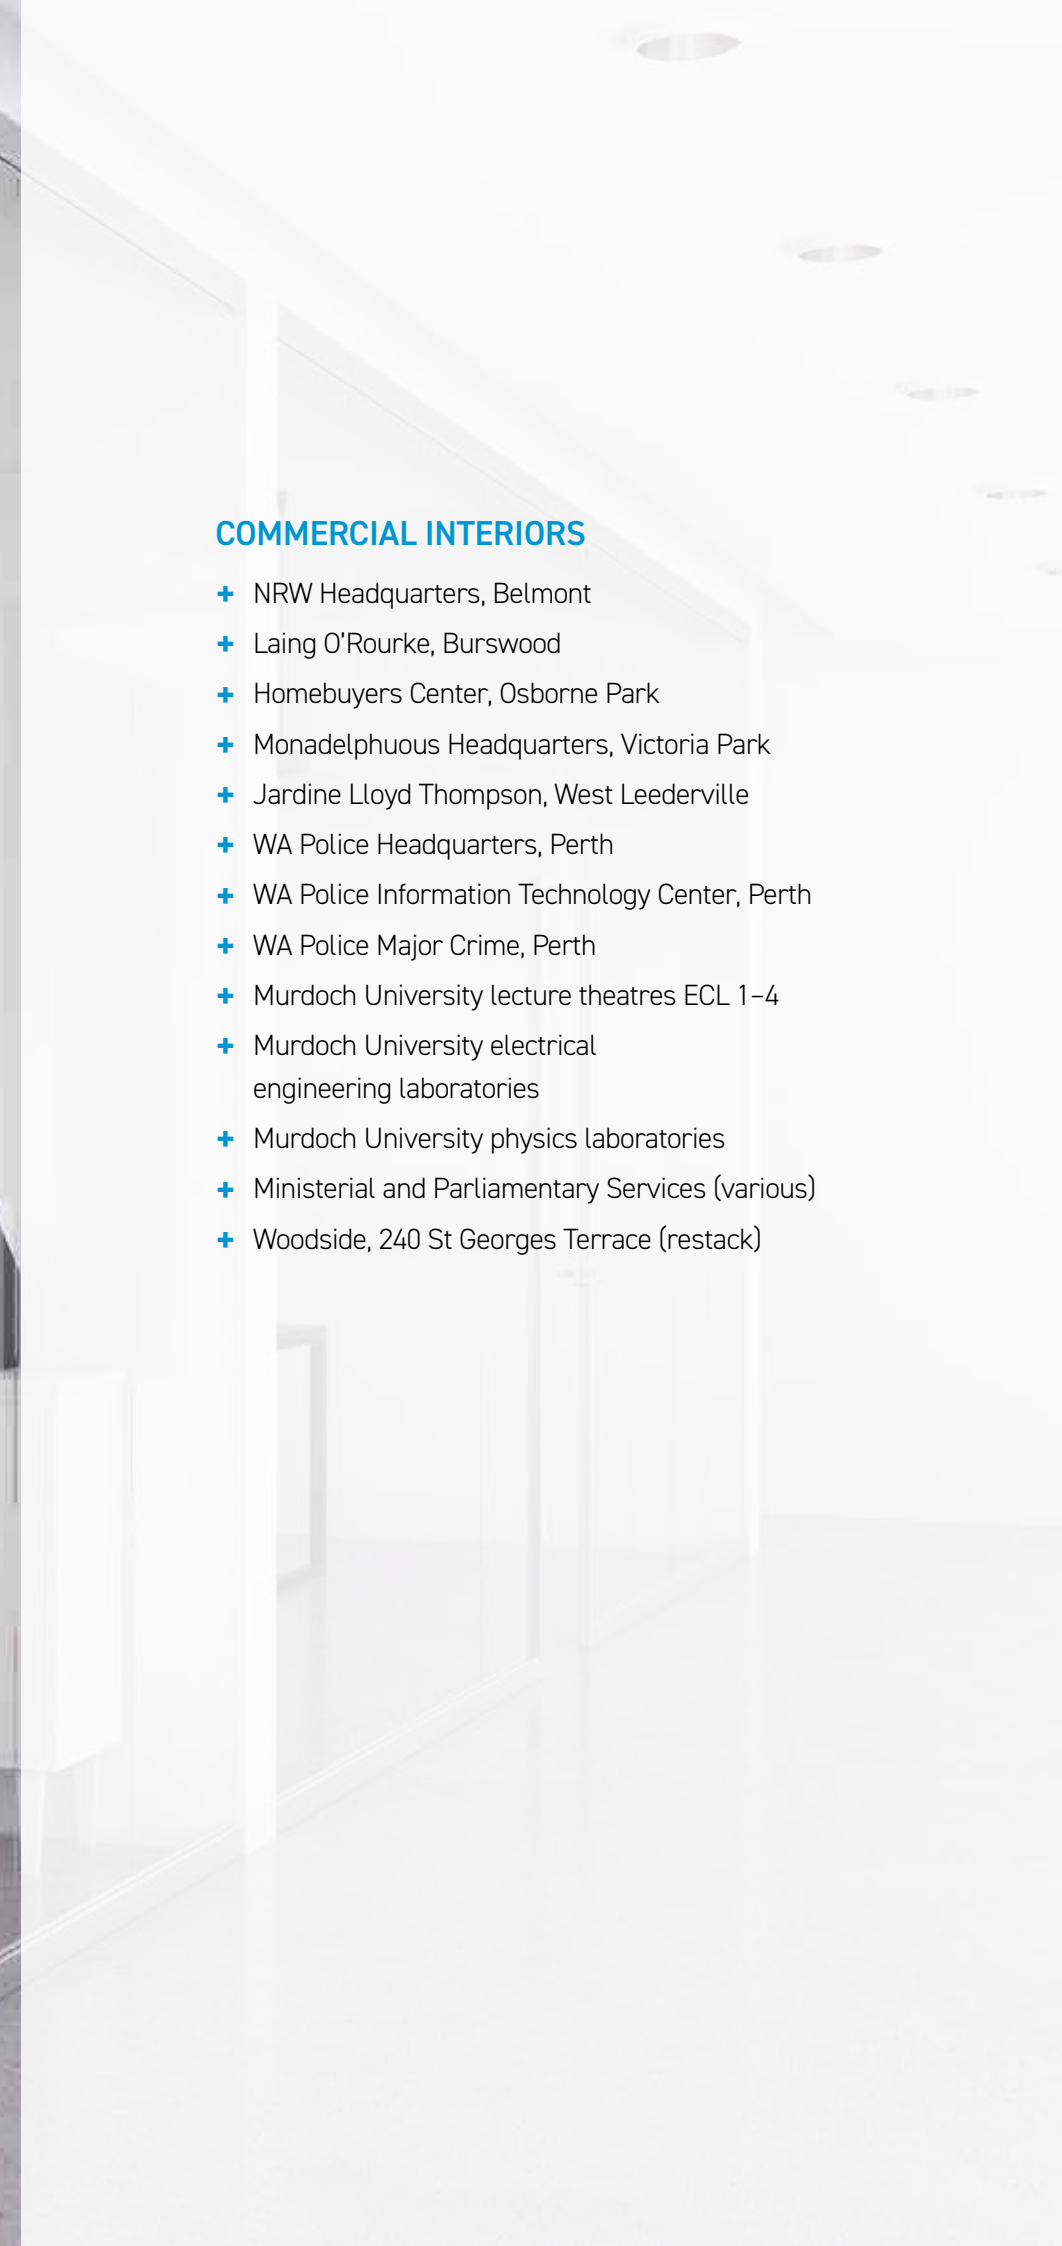 COMMERCIAL INTERIORS
+ NRW Headquarters, Belmont
+ Laing O’Rourke, Burswood
+ Homebuyers Center, Osborne Park
+ Monadelphuous Headquarters, Victoria Park
+ Jardine Lloyd Thompson, West Leederville
+ WA Police Headquarters, Perth
+ WA Police Information Technology Center, Perth
+ WA Police Major Crime, Perth
+ Murdoch University lecture theatres ECL 1–4
+ Murdoch University electrical
engineering laboratories
+ Murdoch University physics laboratories
+ Ministerial and Parliamentary Services (various)
+ Woodside, 240 St Georges Terrace (restack)